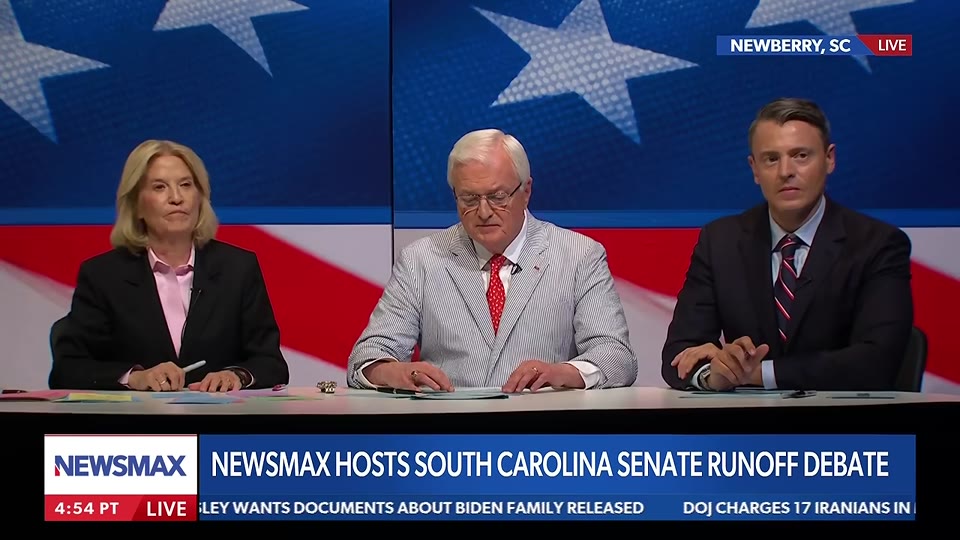 NEWBERRY, SC LIVE
NEWSMAX
NEWSMAX HOSTS SOUTH CAROLINA SENATE RUNOFF DEBATE
4:54 PT LIVE
SLEY WANTS DOCUMENTS ABOUT BIDEN FAMILY RELEASED DOJ CHARGES 17 IRANIANS IN